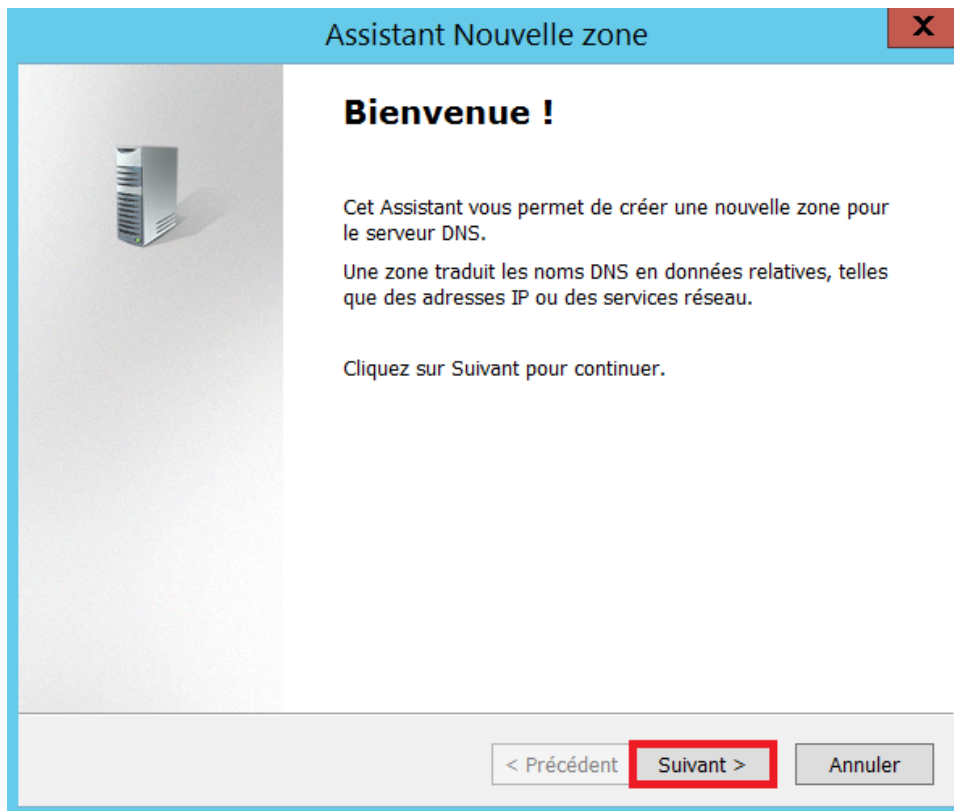 Assistant Nouvelle zone
X
Bienvenue !
Cet Assistant vous permet de créer une nouvelle zone pour
le serveur DNS.
Une zone traduit les noms DNS en données relatives, telles
que des adresses IP ou des services réseau.
Cliquez sur Suivant pour continuer.
< Précédent Suivant > Annuler